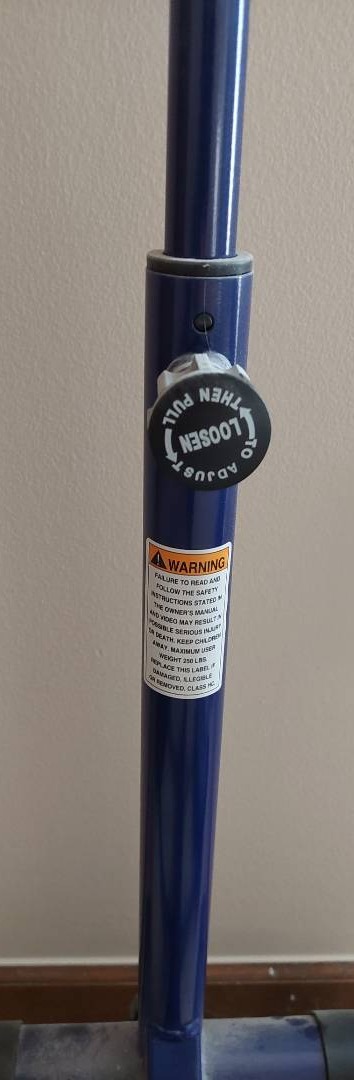 TO ADJUST
LOOSEN
THEN PULL
WARNING
FAILURE TO READ AND
FOLLOW THE SAFETY
INSTRUCTIONS STATED IN
THE OWNER'S MANUAL
AND VIDEO MAY RESULT IN
POSSIBLE SERIOUS INJURY
OR DEATH. KEEP CHILDREN
AWAY. MAXIMUM USER
WEIGHT 250 LBS.
REPLACE THIS LABEL IF
DAMAGED, ILLEGIBLE
OR REMOVED. CLASS HC.